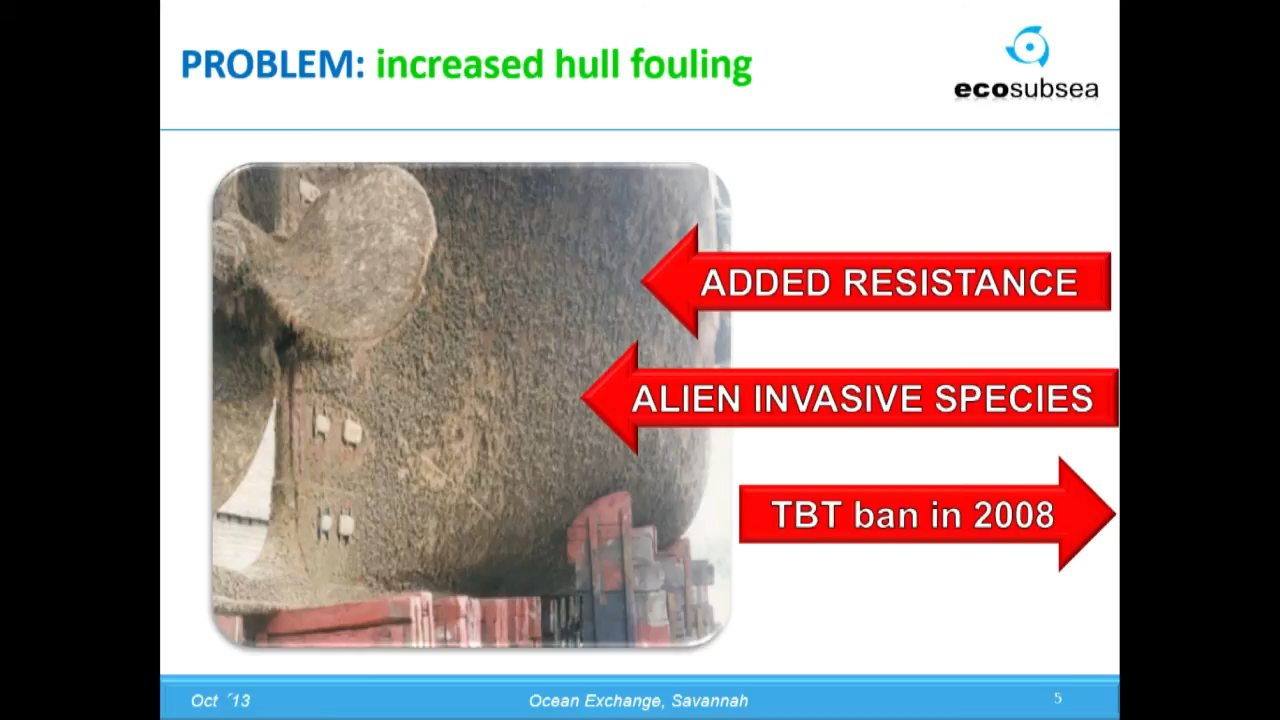 PROBLEM: increased hull fouling
ecosubsea
ADDED RESISTANCE
ALIEN INVASIVE SPECIES
TBT ban in 2008
Oct ´13
Ocean Exchange, Savannah
5